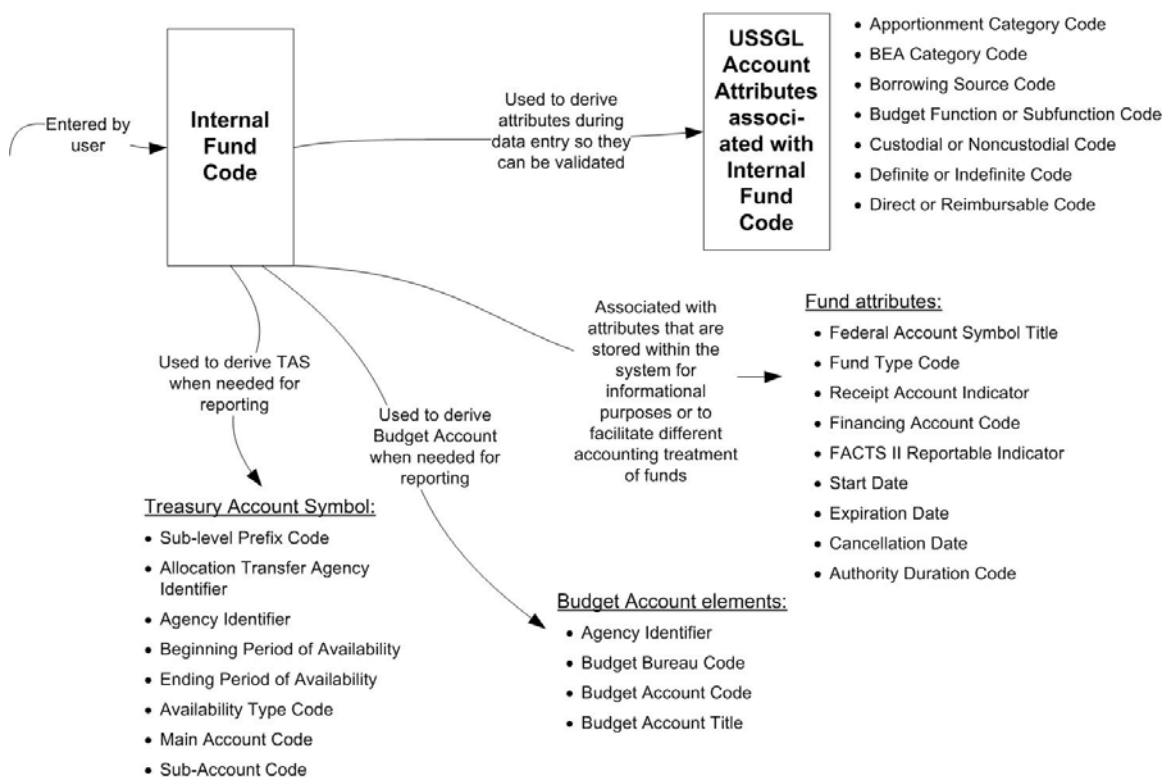 Entered by
user
Internal
Fund
Code
Used to derive
attributes during
data entry so they
can be validated
USSGL
Account
Attributes
associ-
ated with
Internal
Fund
Code
• Apportionment Category Code
• BEA Category Code
• Borrowing Source Code
• Budget Function or Subfunction Code
• Custodial or Noncustodial Code
• Definite or Indefinite Code
• Direct or Reimbursable Code
Used to derive TAS
when needed for
reporting
Used to derive
Budget Account
when needed for
reporting
Associated with
attributes that are
stored within the
system for
informational
purposes or to
facilitate different
accounting treatment
of funds
Fund attributes:
• Federal Account Symbol Title
• Fund Type Code
• Receipt Account Indicator
• Financing Account Code
• FACTS II Reportable Indicator
• Start Date
• Expiration Date
• Cancellation Date
• Authority Duration Code
Treasury Account Symbol:
• Sub-level Prefix Code
• Allocation Transfer Agency
Identifier
• Agency Identifier
• Beginning Period of Availability
• Ending Period of Availability
• Availability Type Code
• Main Account Code
• Sub-Account Code
Budget Account elements:
• Agency Identifier
• Budget Bureau Code
• Budget Account Code
• Budget Account Title